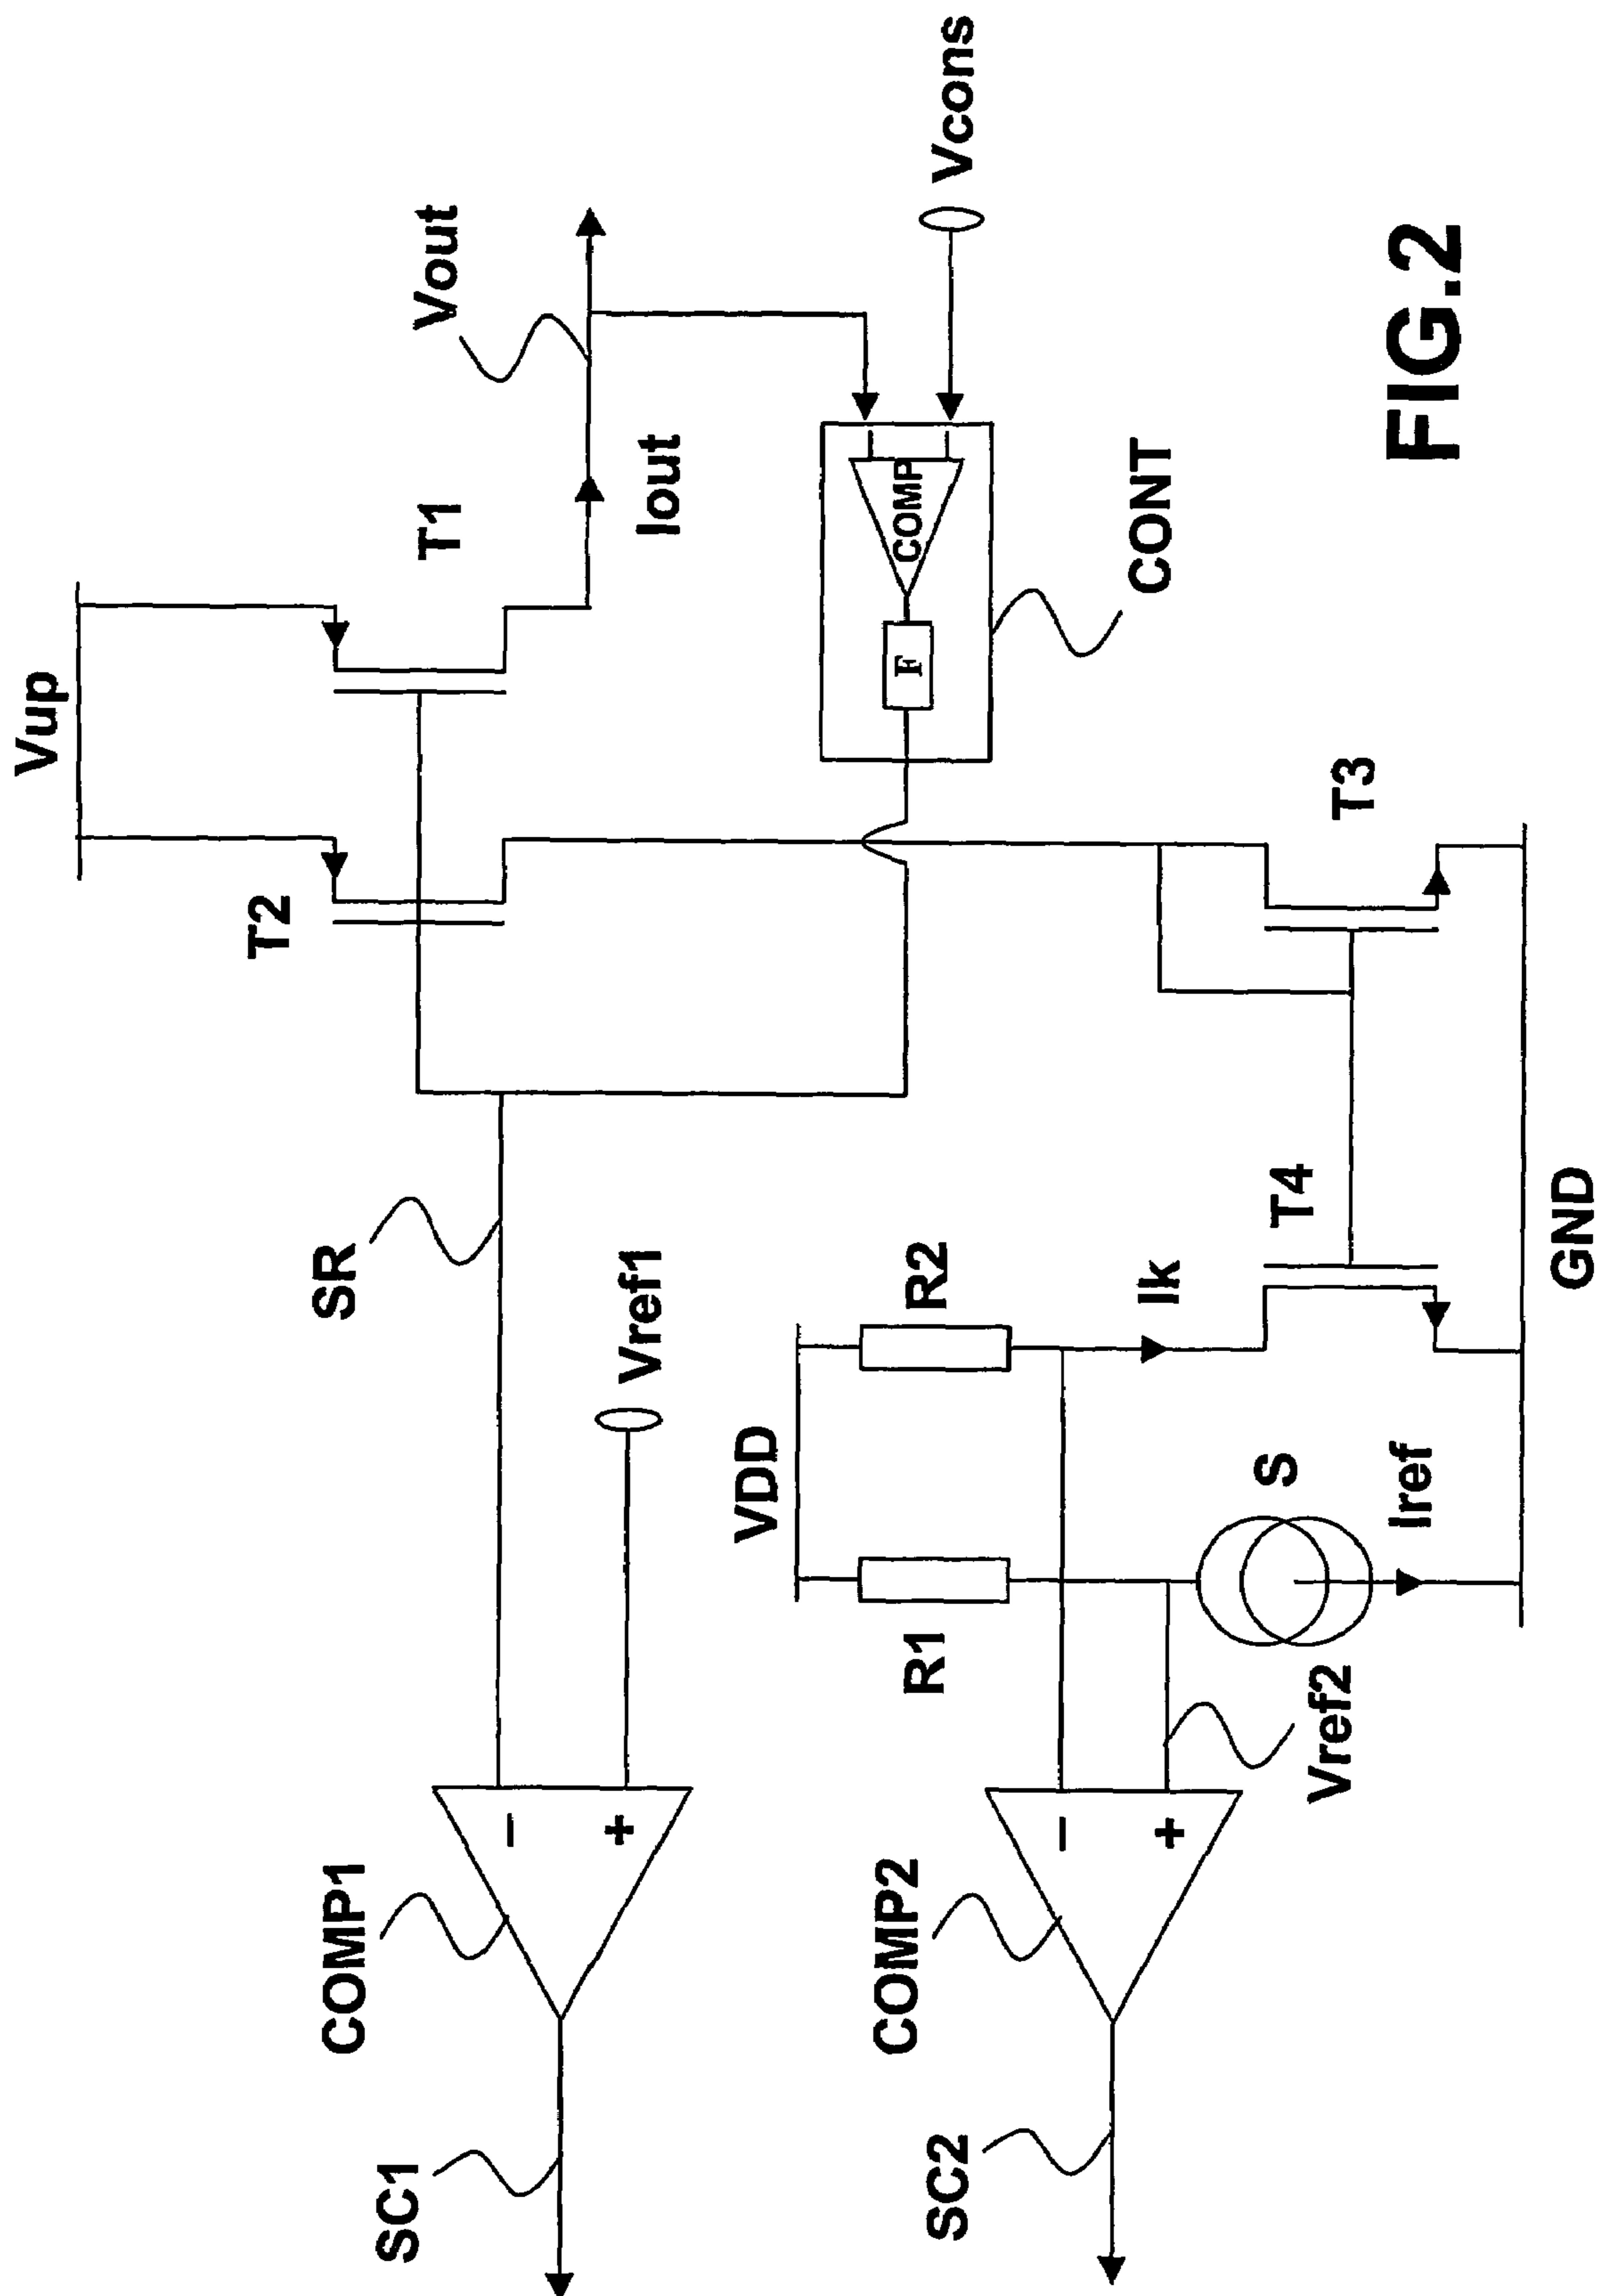 Vup
T2
T1
Vout
Iout
SR
Vref1
COMP1
−
+
SC1
COMP
F
Vcons
CONT
VDD
R1
R2
Ik
T4
T3
S
Iref
Vref2
COMP2
−
+
SC2
GND
FIG.2